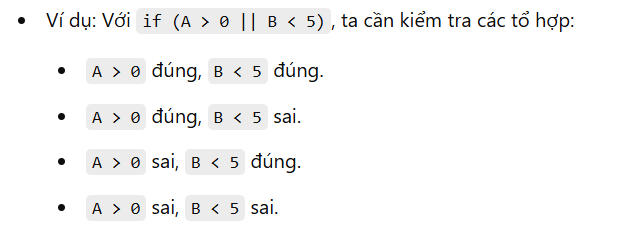 • Ví dụ: Với if (A > 0 || B < 5), ta cần kiểm tra các tổ hợp:
• A > 0 đúng, B < 5 đúng.
• A > 0 đúng, B < 5 sai.
• A > 0 sai, B < 5 đúng.
• A > 0 sai, B < 5 sai.